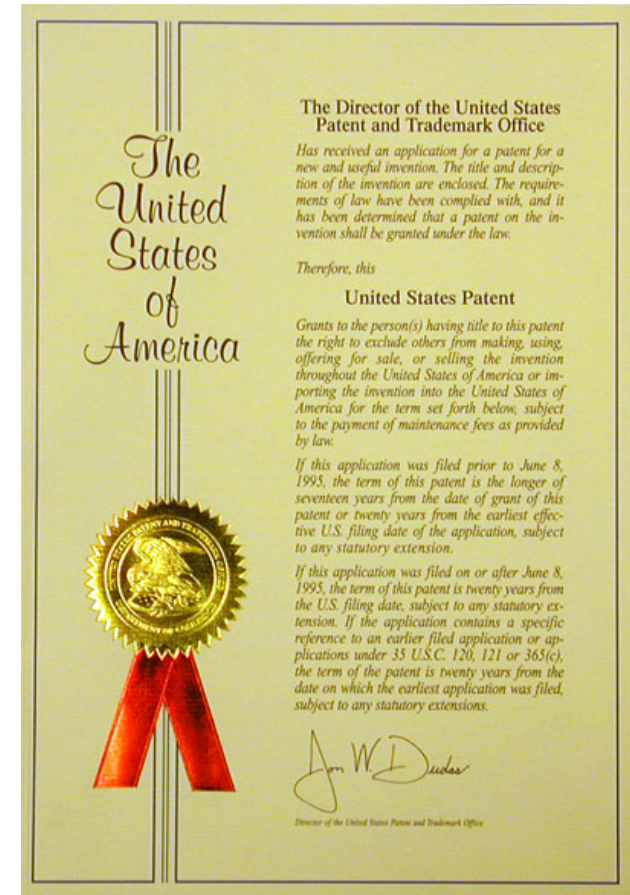 The
United
States
of
America
The Director of the United States
Patent and Trademark Office
Has received an application for a patent for a
new and useful invention. The title and descrip-
tion of the invention are enclosed. The require-
ments of law have been complied with, and it
has been determined that a patent on the in-
vention shall be granted under the law.
Therefore, this
United States Patent
Grants to the person(s) having title to this patent
the right to exclude others from making, using,
offering for sale, or selling the invention
throughout the United States of America or im-
porting the invention into the United States of
America for the term set forth below, subject
to the payment of maintenance fees as provided
by law.
If this application was filed prior to June 8,
1995, the term of this patent is the longer of
seventeen years from the date of grant of this
patent or twenty years from the earliest effec-
tive U.S. filing date of the application, subject
to any statutory extension.
If this application was filed on or after June 8,
1995, the term of this patent is twenty years from
the U.S. filing date, subject to any statutory ex-
tension. If the application contains a specific
reference to an earlier filed application or ap-
plications under 35 U.S.C. 120, 121 or 365(c),
the term of the patent is twenty years from the
date on which the earliest application was filed,
subject to any statutory extensions.
Jon W. Dudas
Director of the United States Patent and Trademark Office